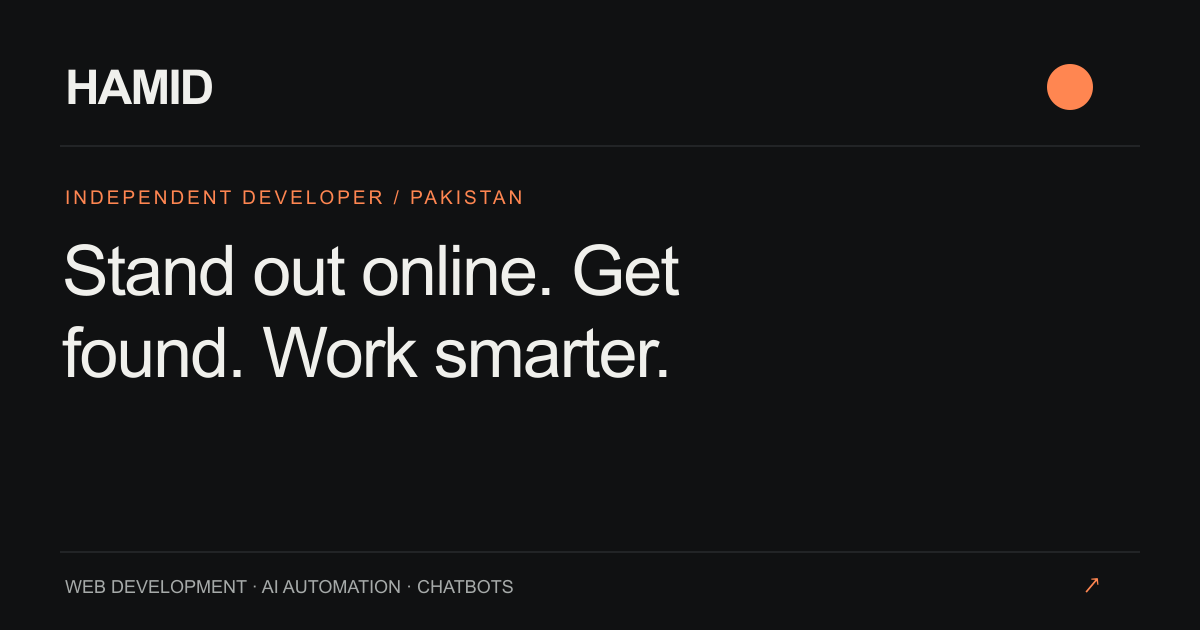 HAMID
INDEPENDENT DEVELOPER / PAKISTAN
Stand out online. Get
found. Work smarter.
WEB DEVELOPMENT · AI AUTOMATION · CHATBOTS
↗